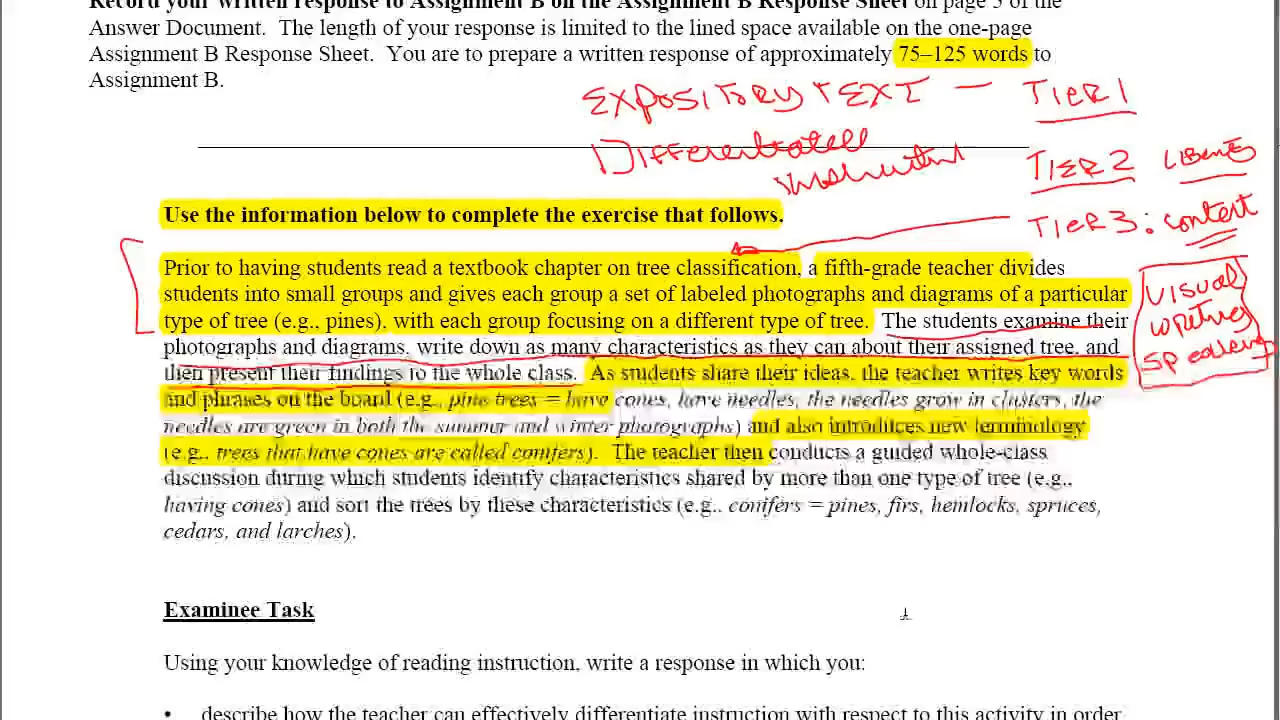 Record your written response to Assignment B on the Assignment B Response Sheet on page 5 of the
Answer Document. The length of your response is limited to the lined space available on the one-page
Assignment B Response Sheet. You are to prepare a written response of approximately 75–125 words to
Assignment B.
EXPOSITORY TEXT — TIER 1
Differentiated
instruction
TIER 2
TIER 3: content
Use the information below to complete the exercise that follows.
Prior to having students read a textbook chapter on tree classification, a fifth-grade teacher divides
students into small groups and gives each group a set of labeled photographs and diagrams of a particular
type of tree (e.g., pines), with each group focusing on a different type of tree. The students examine their
photographs and diagrams, write down as many characteristics as they can about their assigned tree, and
then present their findings to the whole class. As students share their ideas, the teacher writes key words
and phrases on the board (e.g., pine trees = have cones, have needles, the needles grow in clusters, the
needles are green in both the summer and winter photographs) and also introduces new terminology
(e.g., trees that have cones are called conifers). The teacher then conducts a guided whole-class
discussion during which students identify characteristics shared by more than one type of tree (e.g.,
having cones) and sort the trees by these characteristics (e.g., conifers = pines, firs, hemlocks, spruces,
cedars, and larches).
VISUAL
writing
speaking
Examinee Task
Using your knowledge of reading instruction, write a response in which you:
• describe how the teacher can effectively differentiate instruction with respect to this activity in order